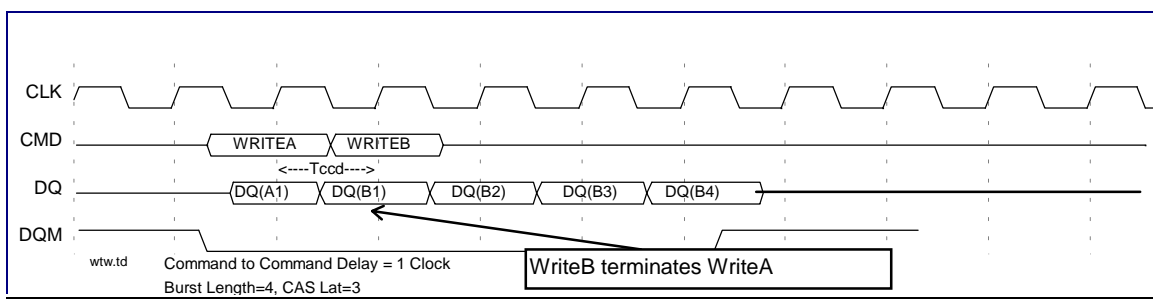 CLK
CMD WRITEA WRITEB
<----Tccd---->
DQ DQ(A1) DQ(B1) DQ(B2) DQ(B3) DQ(B4)
DQM
wtw.td Command to Command Delay = 1 Clock
WriteB terminates WriteA
Burst Length=4, CAS Lat=3